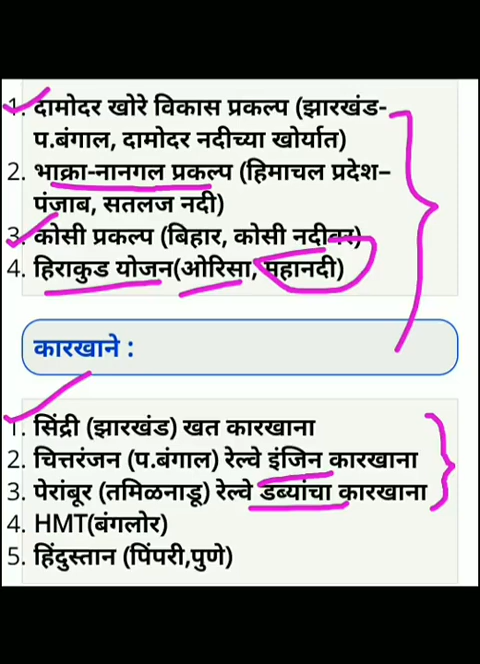 1. दामोदर खोरे विकास प्रकल्प (झारखंड-
प.बंगाल, दामोदर नदीच्या खोर्यात)
2. भाक्रा-नानगल प्रकल्प (हिमाचल प्रदेश–
पंजाब, सतलज नदी)
3. कोसी प्रकल्प (बिहार, कोसी नदीवर)
4. हिराकुड योजन(ओरिसा, महानदी)
कारखाने :
1. सिंद्री (झारखंड) खत कारखाना
2. चित्तरंजन (प.बंगाल) रेल्वे इंजिन कारखाना
3. पेरांबूर (तमिळनाडू) रेल्वे डब्यांचा कारखाना
4. HMT(बंगलोर)
5. हिंदुस्तान (पिंपरी,पुणे)